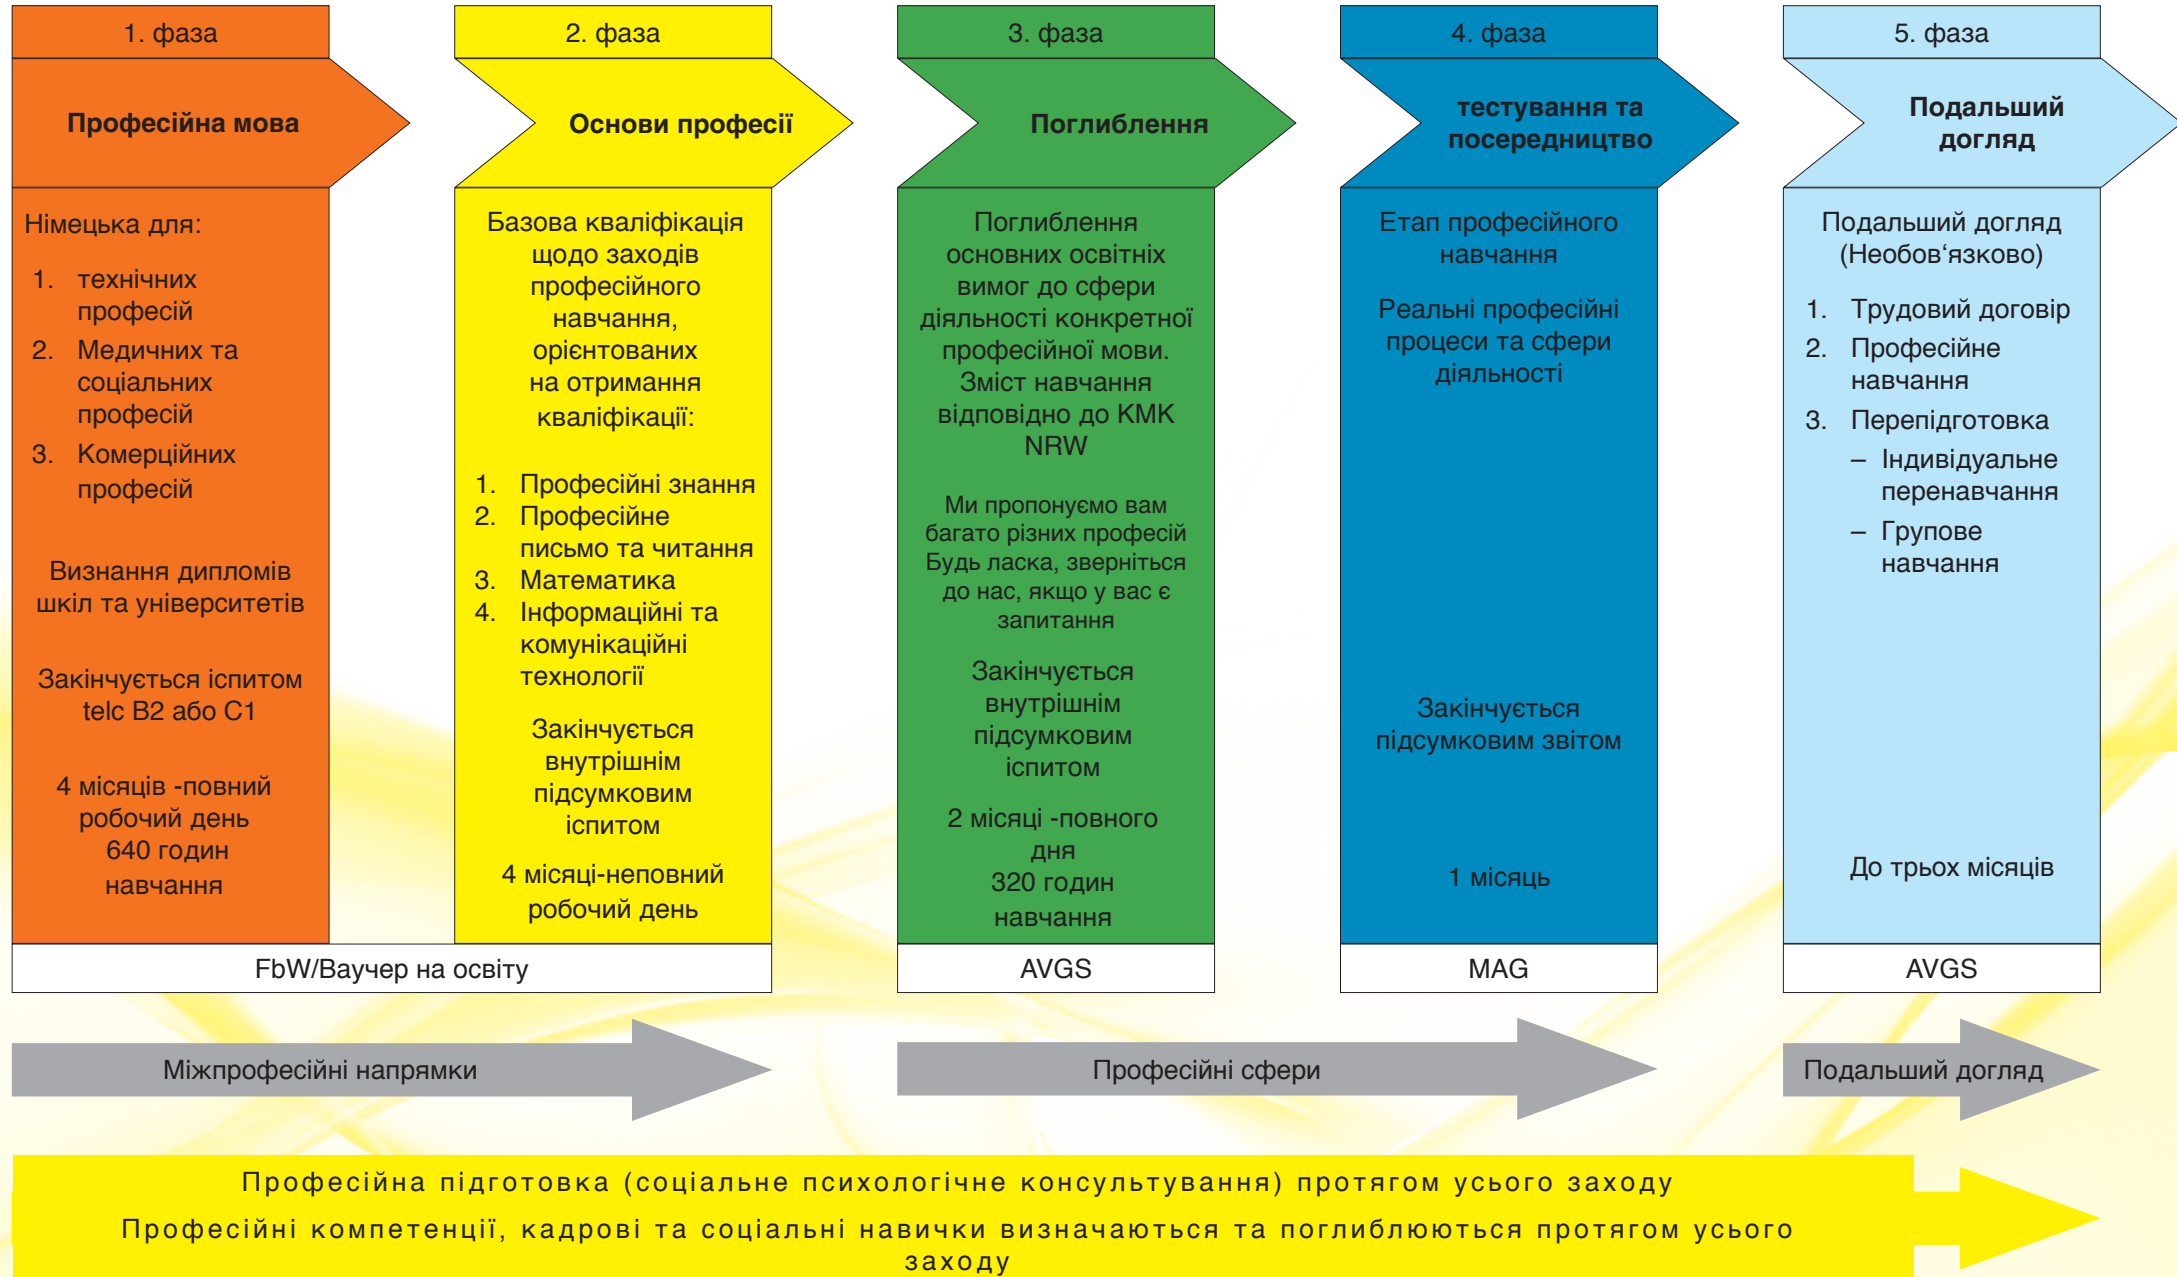 1. фаза
Професійна мова
Німецька для:
1. технічних
професій
2. Медичних та
соціальних
професій
3. Комерційних
професій
Визнання дипломів
шкіл та університетів
Закінчується іспитом
telc B2 або C1
4 місяців -повний
робочий день
640 годин
навчання
2. фаза
Основи професії
Базова кваліфікація
щодо заходів
професійного
навчання,
орієнтованих
на отримання
кваліфікації:
1. Професійні знання
2. Професійне
письмо та читання
3. Математика
4. Інформаційні та
комунікаційні
технології
Закінчується
внутрішнім
підсумковим
іспитом
4 місяці-неповний
робочий день
FbW/Ваучер на освіту
3. фаза
Поглиблення
Поглиблення
основних освітніх
вимог до сфери
діяльності конкретної
професійної мови.
Зміст навчання
відповідно до КМК
NRW
Ми пропонуємо вам
багато різних професій
Будь ласка, зверніться
до нас, якщо у вас є
запитання
Закінчується
внутрішнім
підсумковим
іспитом
2 місяці -повного
дня
320 годин
навчання
AVGS
4. фаза
тестування та
посередництво
Етап професійного
навчання
Реальні професійні
процеси та сфери
діяльності
Закінчується
підсумковим звітом
1 місяць
MAG
5. фаза
Подальший
догляд
Подальший догляд
(Необов‘язково)
1. Трудовий договір
2. Професійне
навчання
3. Перепідготовка
– Індивідуальне
перенавчання
– Групове
навчання
До трьох місяців
AVGS
Міжпрофесійні напрямки
Професійні сфери
Подальший догляд
Професійна підготовка (соціальне психологічне консультування) протягом усього заходу
Професійні компетенції, кадрові та соціальні навички визначаються та поглиблюються протягом усього
заходу